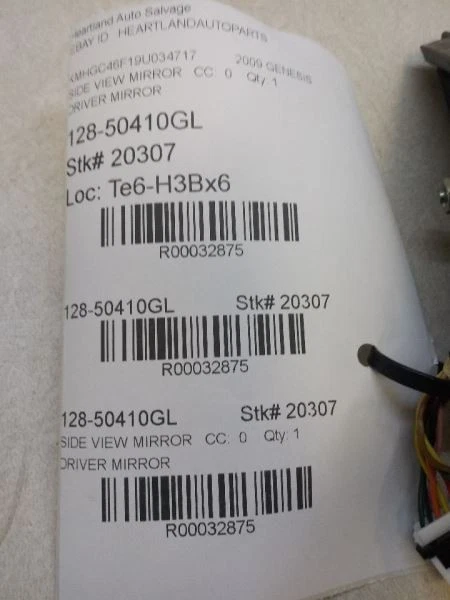 Heartland Auto Salvage
EBAY ID HEARTLANDAUTOPARTS
KMHGC46F19U034717 2009 GENESIS
SIDE VIEW MIRROR CC: 0 Qty: 1
DRIVER MIRROR
128-50410GL
Stk# 20307
Loc: Te6-H3Bx6
R00032875
128-50410GL Stk# 20307
R00032875
128-50410GL Stk# 20307
SIDE VIEW MIRROR CC: 0 Qty: 1
DRIVER MIRROR
R00032875